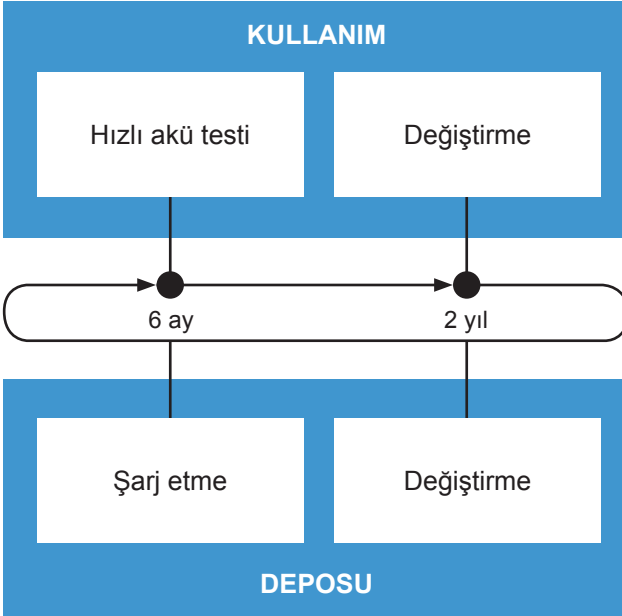 KULLANIM
Hızlı akü testi
Değiştirme
6 ay
2 yıl
Şarj etme
Değiştirme
DEPOSU